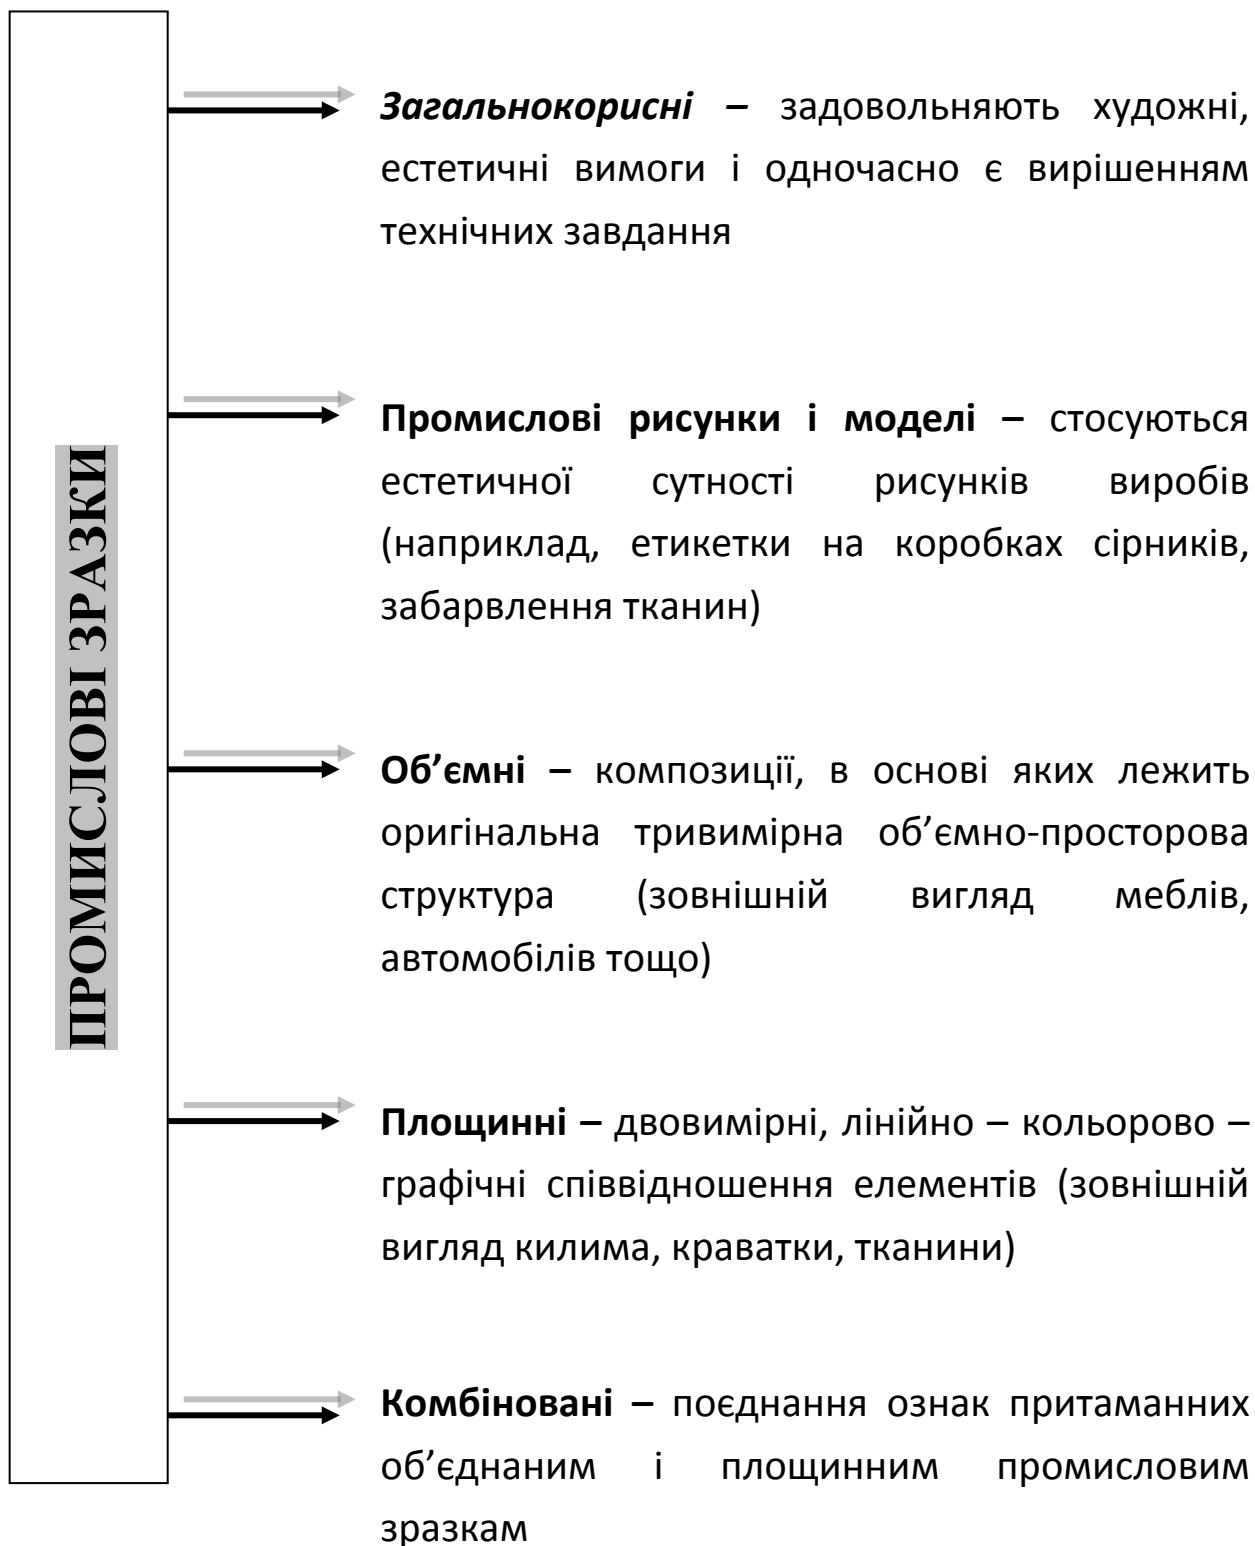 ПРОМИСЛОВІ ЗРАЗКИ
Загальнокорисні – задовольняють художні,
естетичні вимоги і одночасно є вирішенням
технічних завдання
Промислові рисунки і моделі – стосуються
естетичної сутності рисунків виробів
(наприклад, етикетки на коробках сірників,
забарвлення тканин)
Об’ємні – композиції, в основі яких лежить
оригінальна тривимірна об’ємно-просторова
структура (зовнішній вигляд меблів,
автомобілів тощо)
Площинні – двовимірні, лінійно – кольорово –
графічні співвідношення елементів (зовнішній
вигляд килима, краватки, тканини)
Комбіновані – поєднання ознак притаманних
об’єднаним і площинним промисловим
зразкам